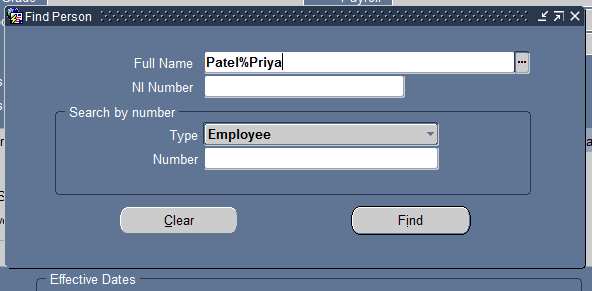 Find Person
Full Name Patel%Priya ...
NI Number
Search by number
Type Employee
Number
Clear Find
Effective Dates